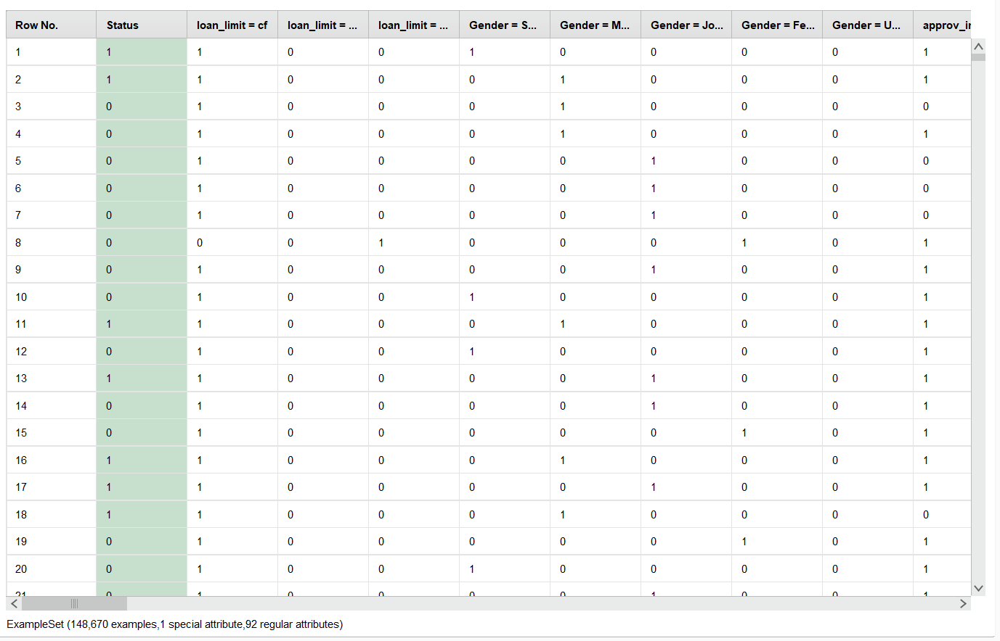 Row No. Status loan_limit = cf loan_limit = ... loan_limit = ... Gender = S... Gender = M... Gender = Jo... Gender = Fe... Gender = U... approv_in
1 1 1 0 0 1 0 0 0 0 1
2 1 1 0 0 0 1 0 0 0 1
3 0 1 0 0 0 1 0 0 0 0
4 0 1 0 0 0 1 0 0 0 1
5 0 1 0 0 0 0 1 0 0 0
6 0 1 0 0 0 0 1 0 0 0
7 0 1 0 0 0 0 1 0 0 0
8 0 0 0 1 0 0 0 1 0 1
9 0 1 0 0 0 0 1 0 0 1
10 0 1 0 0 1 0 0 0 0 1
11 1 1 0 0 0 1 0 0 0 1
12 0 1 0 0 1 0 0 0 0 1
13 1 1 0 0 0 0 1 0 0 1
14 0 1 0 0 0 0 1 0 0 1
15 0 1 0 0 0 0 0 1 0 1
16 1 1 0 0 0 1 0 0 0 1
17 1 1 0 0 0 0 1 0 0 1
18 1 1 0 0 0 1 0 0 0 0
19 0 1 0 0 0 0 0 1 0 1
20 0 1 0 0 1 0 0 0 0 1
21 0 1 0 0 0 0 1 0 0 1
ExampleSet (148,670 examples,1 special attribute,92 regular attributes)